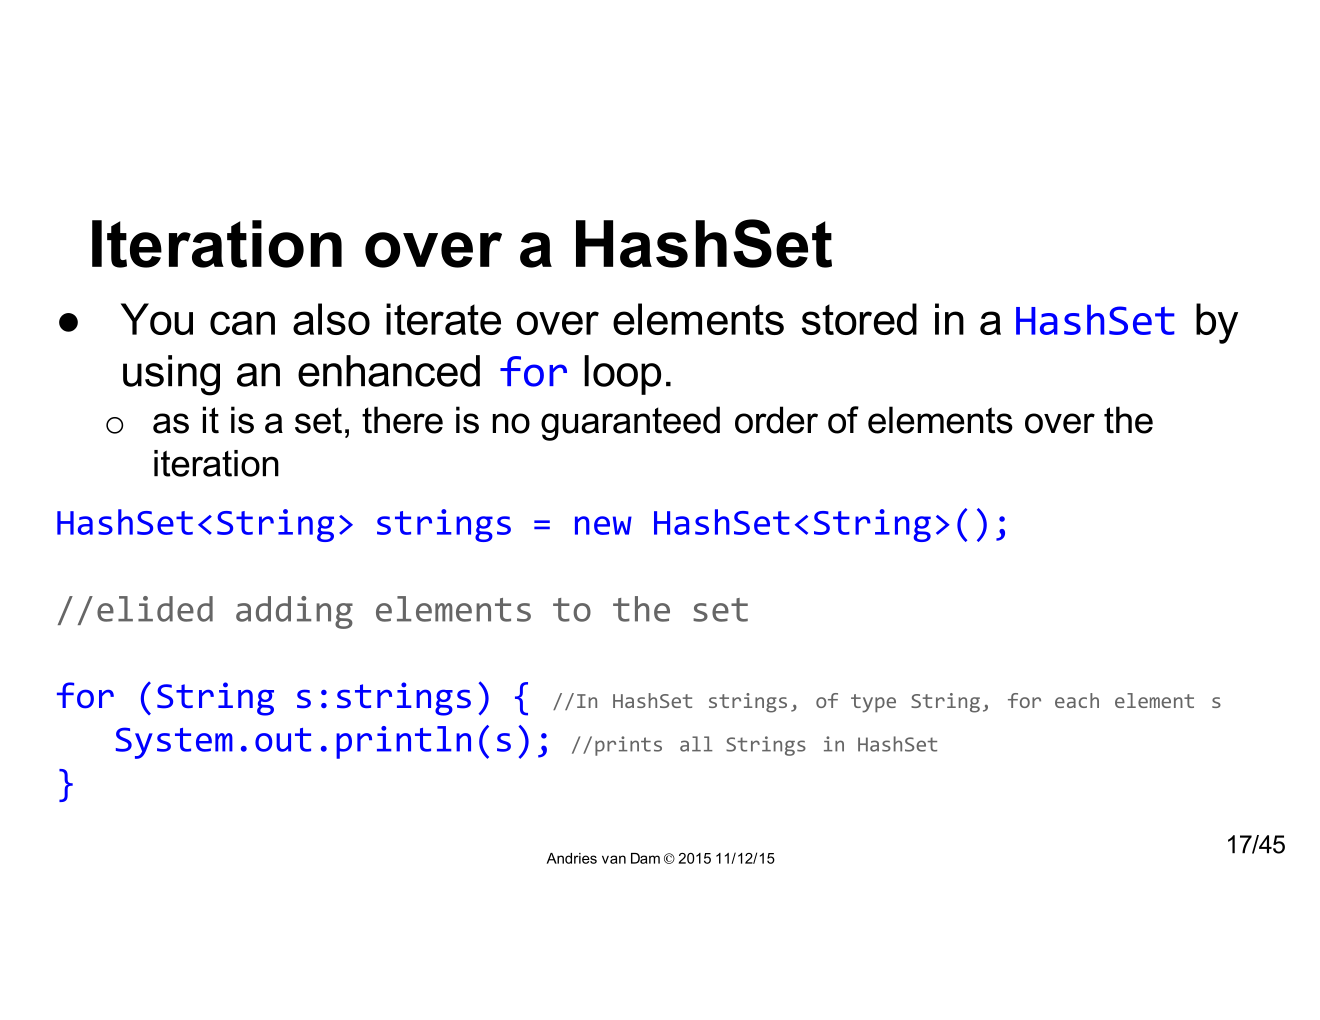 Iteration over a HashSet
● You can also iterate over elements stored in a HashSet by
using an enhanced for loop.
○ as it is a set, there is no guaranteed order of elements over the
iteration
HashSet<String> strings = new HashSet<String>();
//elided adding elements to the set
for (String s:strings) { //In HashSet strings, of type String, for each element s
System.out.println(s); //prints all Strings in HashSet
}
Andries van Dam © 2015 11/12/15
17/45